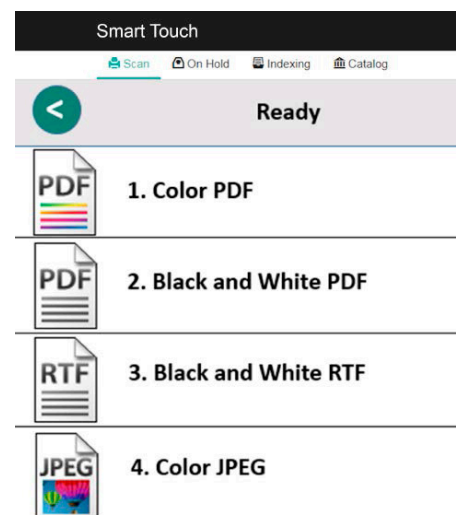 Smart Touch
Scan On Hold Indexing Catalog
< Ready
PDF 1. Color PDF
PDF 2. Black and White PDF
RTF 3. Black and White RTF
JPEG 4. Color JPEG